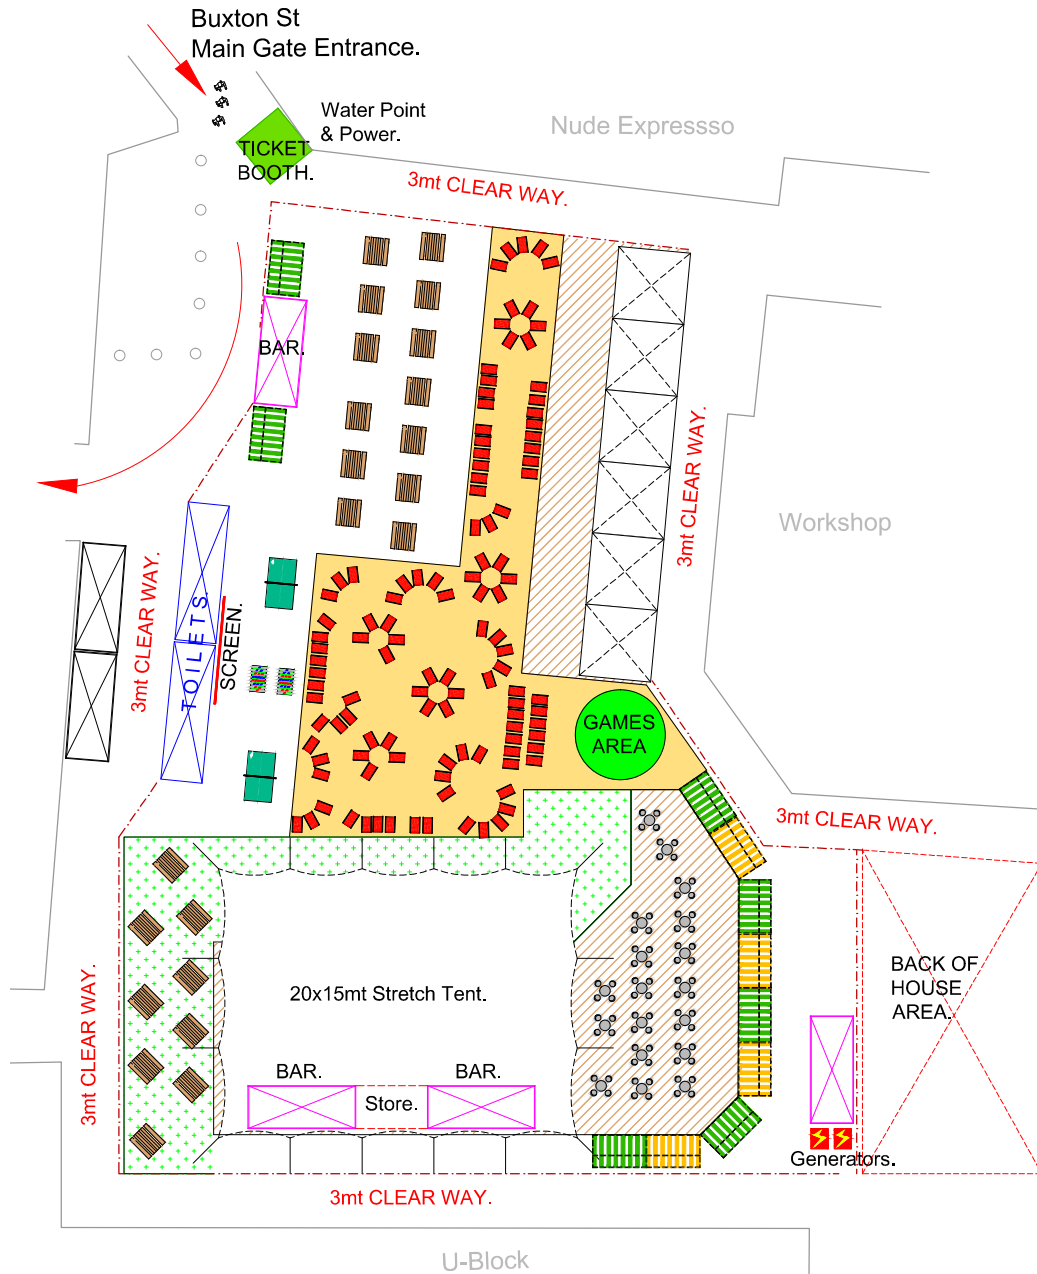 Buxton St
Main Gate Entrance.
Water Point
& Power.
Nude Expressso
TICKET
BOOTH.
3mt CLEAR WAY.
BAR.
3mt CLEAR WAY.
Workshop
3mt CLEAR WAY.
TOILETS.
SCREEN.
GAMES
AREA
3mt CLEAR WAY.
BACK OF
HOUSE
AREA.
20x15mt Stretch Tent.
3mt CLEAR WAY.
BAR.
BAR.
Store.
Generators.
3mt CLEAR WAY.
U-Block